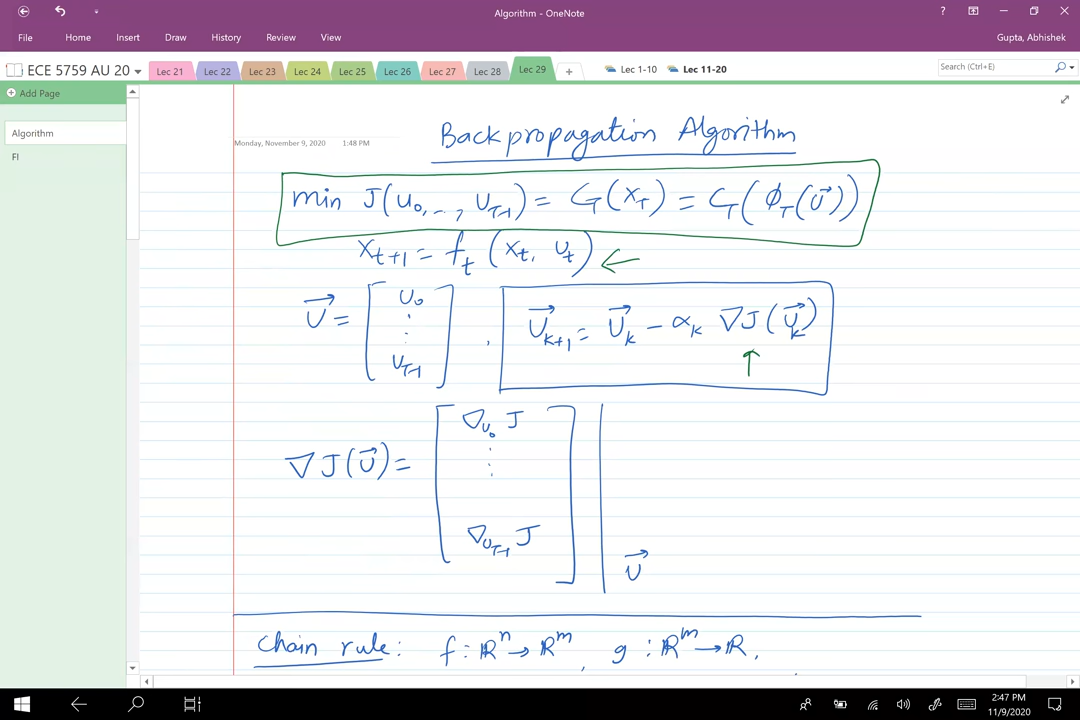 Algorithm - OneNote
?
File Home Insert Draw History Review View Gupta, Abhishek
ECE 5759 AU 20 Lec 21 Lec 22 Lec 23 Lec 24 Lec 25 Lec 26 Lec 27 Lec 28 Lec 29 + Lec 1-10 Lec 11-20 Search (Ctrl+E)
Add Page
Algorithm
FI
Backpropagation Algorithm
Monday, November 9, 2020 1:48 PM
min J(u₀, ..., u_{T-1}) = C_T(x_T) = C_T(ϕ_T(U⃗))
x_{t+1} = f_t(x_t, u_t) ←
U⃗ = [u₀ ⋮ u_{T-1}], U⃗_{k+1} = U⃗_k - α_k ∇J(U⃗_k)
↑
∇J(U⃗) = [∇_{u₀} J ⋮ ∇_{u_{T-1}} J] |_{U⃗}
Chain rule: f: ℝⁿ → ℝᵐ, g: ℝᵐ → ℝ,
2:47 PM
11/9/2020